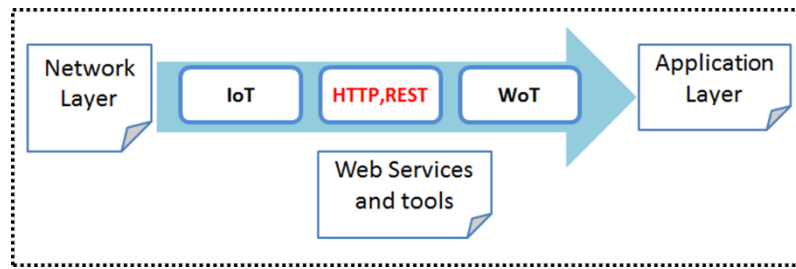 Network
Layer
IoT
HTTP,REST
WoT
Application
Layer
Web Services
and tools